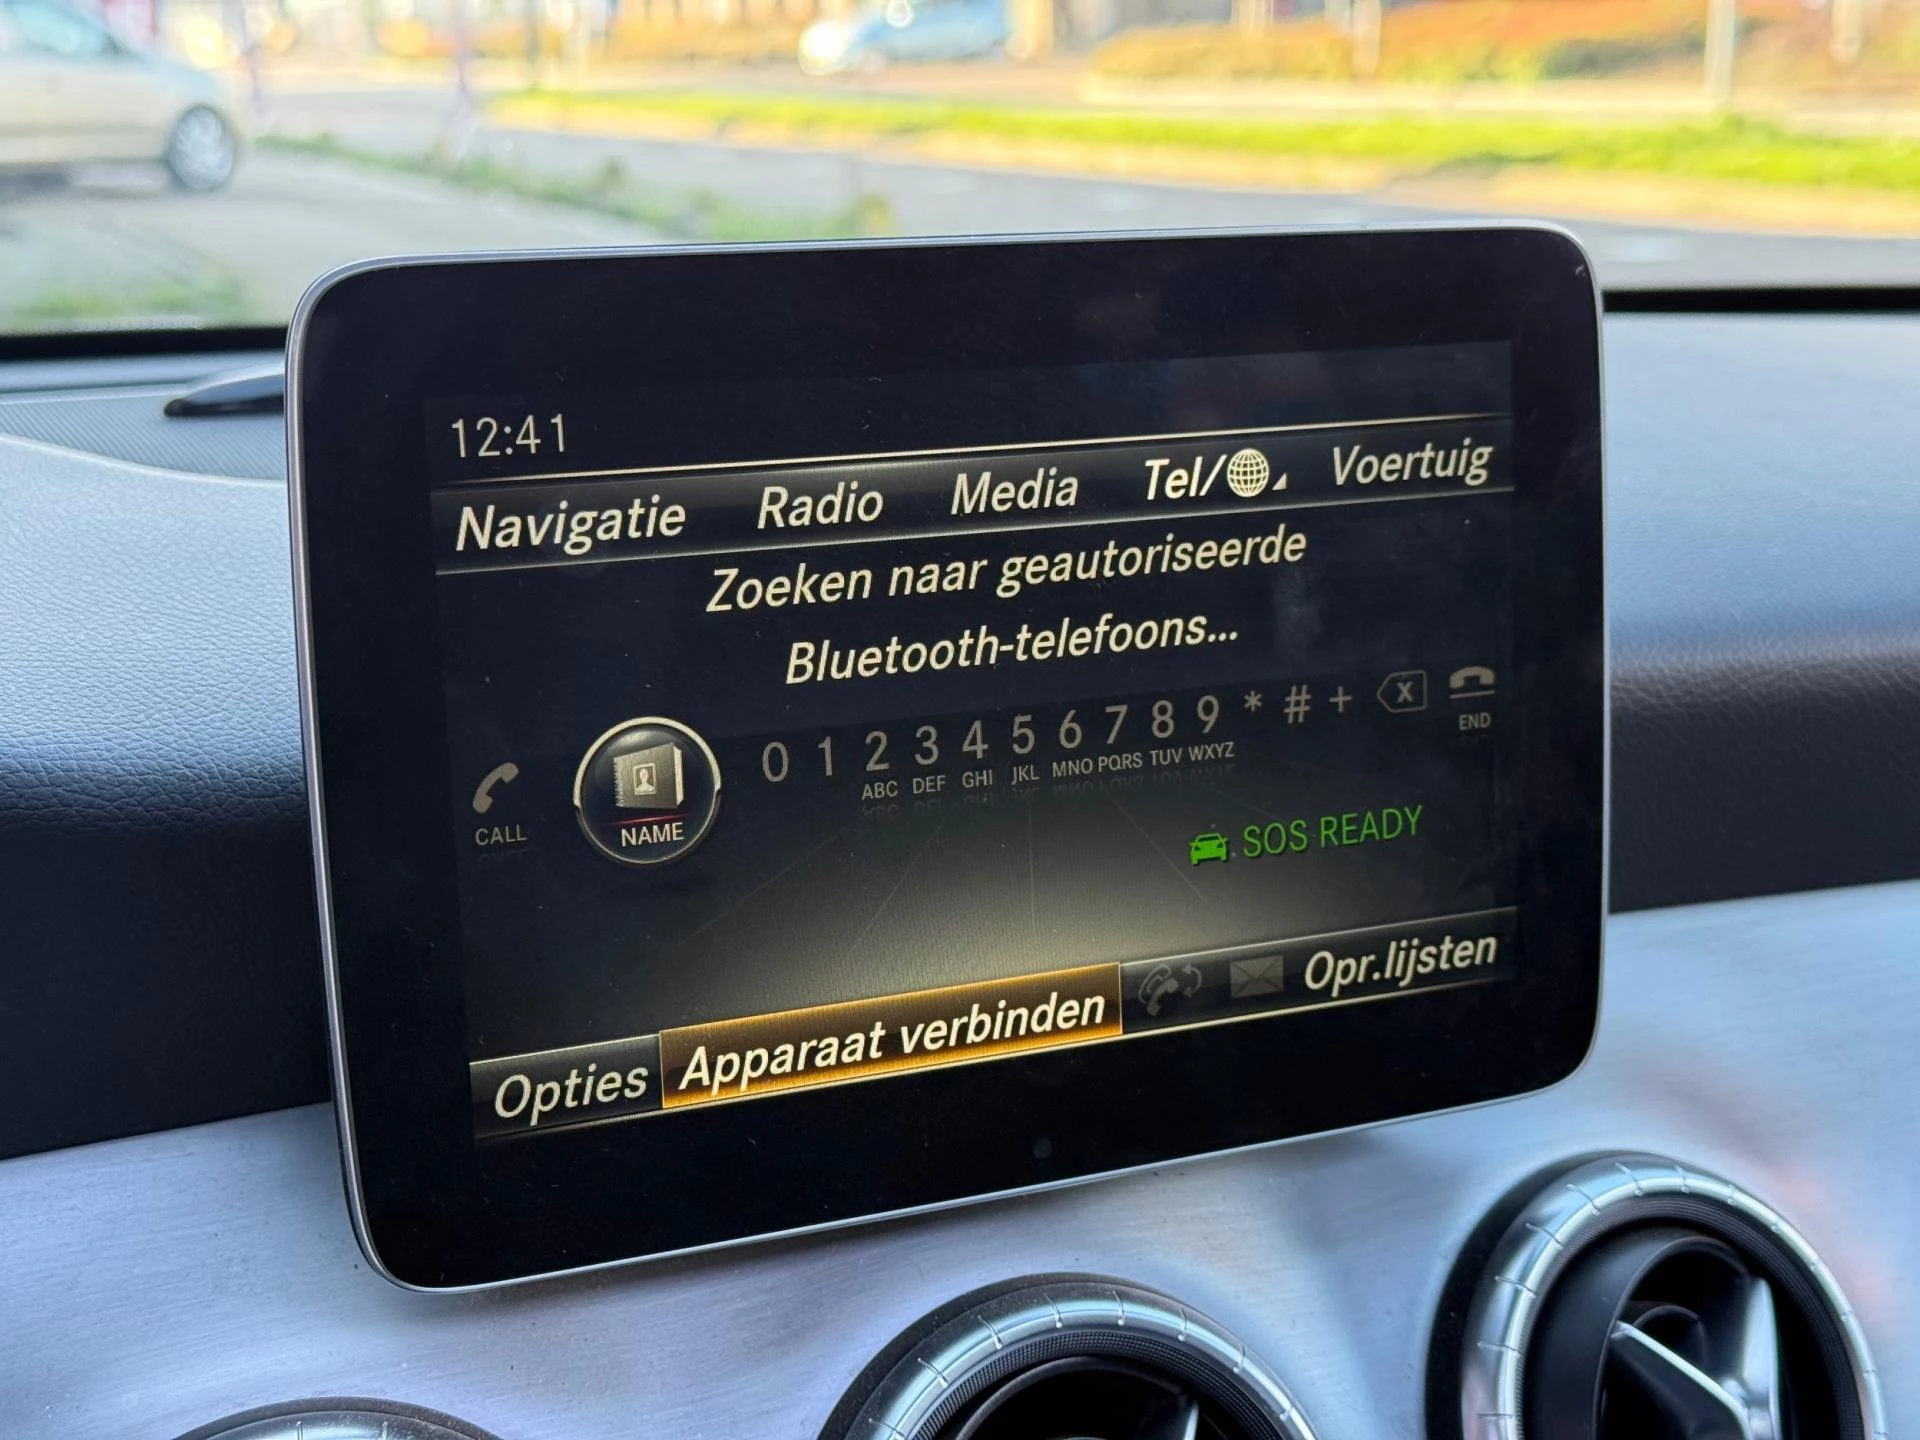 12:41
Navigatie Radio Media Tel/ Voertuig
Zoeken naar geautoriseerde
Bluetooth-telefoons...
CALL NAME 0 1 2 3 4 5 6 7 8 9 * # + X END
ABC DEF GHI JKL MNO PQRS TUV WXYZ
SOS READY
Opties Apparaat verbinden Opr.lijsten